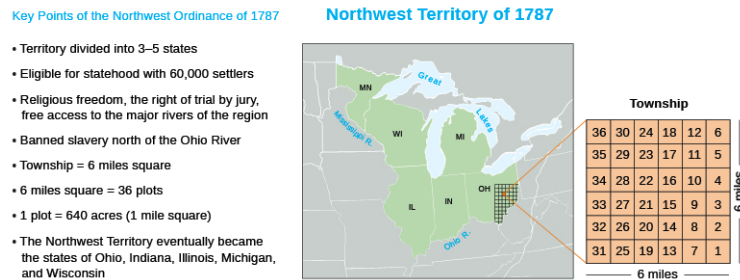 Key Points of the Northwest Ordinance of 1787
• Territory divided into 3–5 states
• Eligible for statehood with 60,000 settlers
• Religious freedom, the right of trial by jury,
free access to the major rivers of the region
• Banned slavery north of the Ohio River
• Township = 6 miles square
• 6 miles square = 36 plots
• 1 plot = 640 acres (1 mile square)
• The Northwest Territory eventually became
the states of Ohio, Indiana, Illinois, Michigan,
and Wisconsin
Northwest Territory of 1787
MN
Great
Lakes
Mississippi R.
WI
MI
OH
IL
IN
Ohio R.
Township
36 30 24 18 12 6
35 29 23 17 11 5
34 28 22 16 10 4
33 27 21 15 9 3
32 26 20 14 8 2
31 25 19 13 7 1
6 miles
6 miles